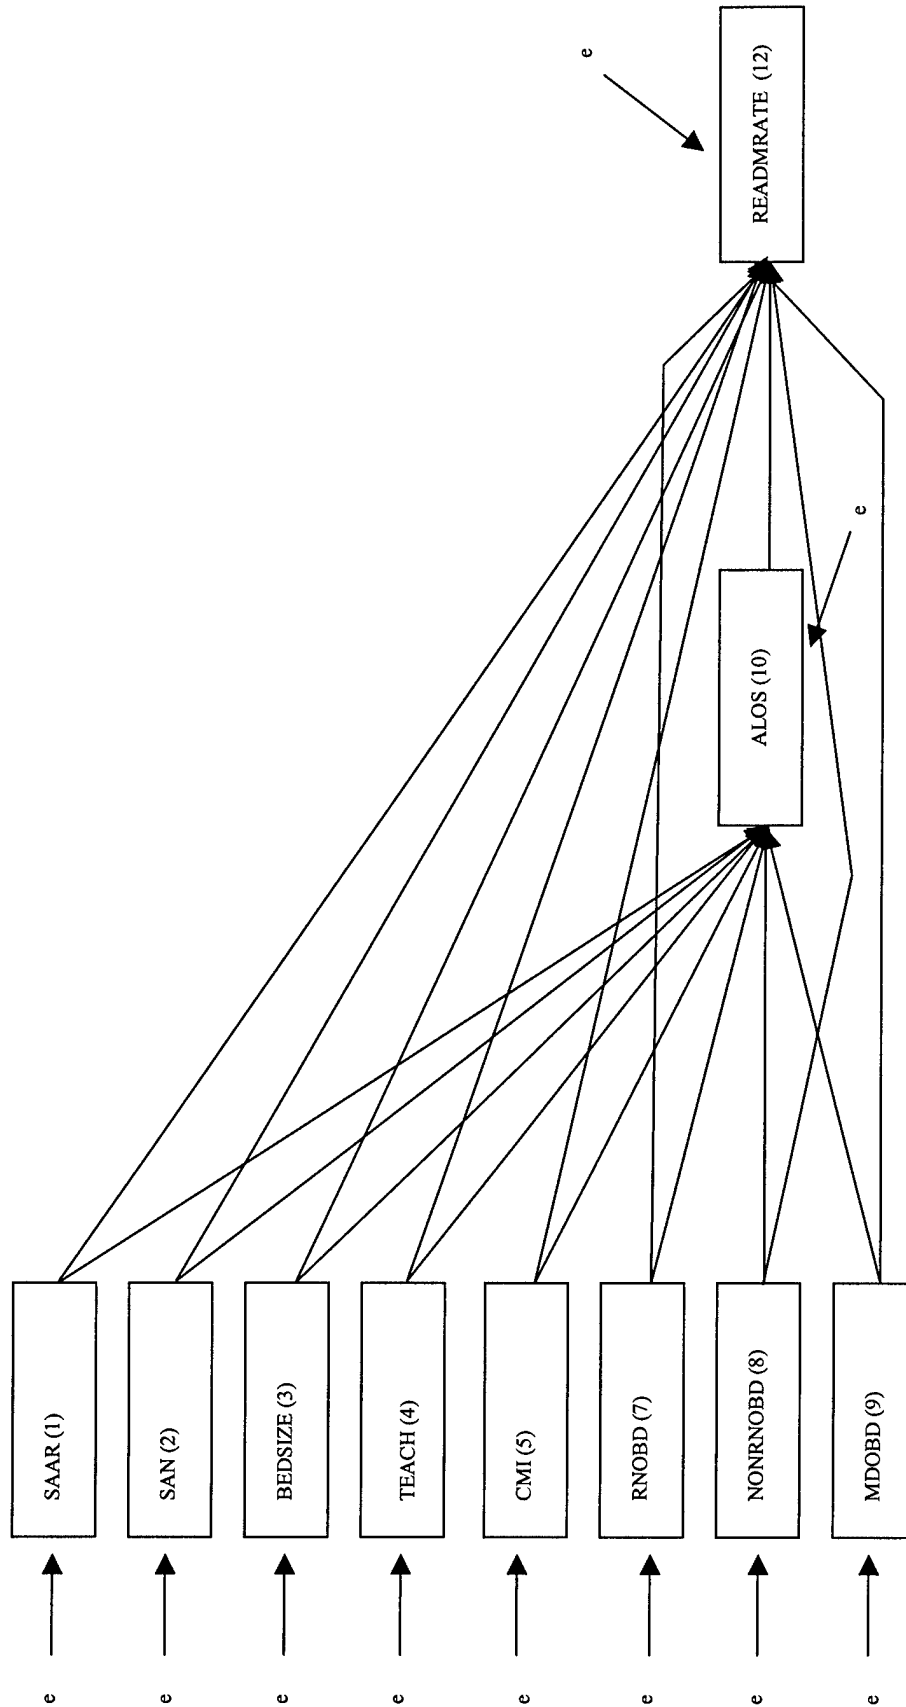 e
SAAR (1)
e
SAN (2)
e
BEDSIZE (3)
e
TEACH (4)
e
CMI (5)
e
RNOBD (7)
e
NONRNOBD (8)
e
MDOBD (9)
ALOS (10)
e
READMRATE (12)
e